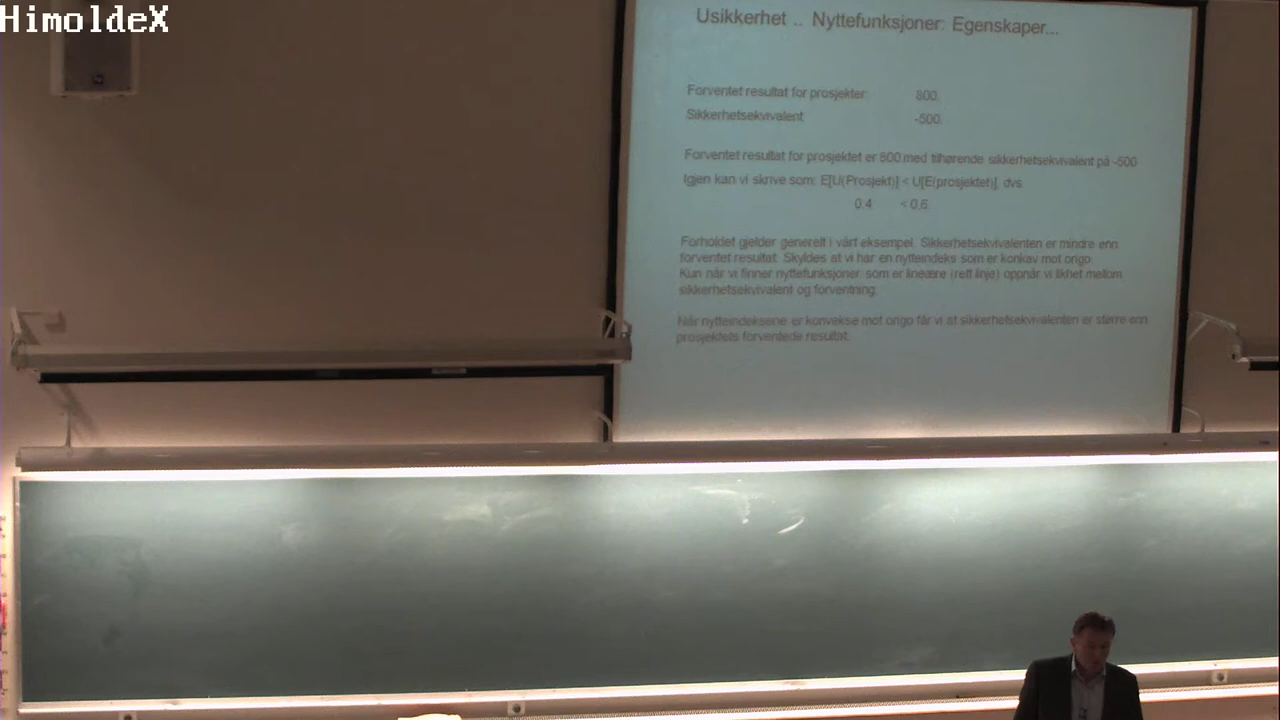 HimoldeX
Usikkerhet .. Nyttefunksjoner: Egenskaper...
Forventet resultat for prosjekter: 800.
Sikkerhetsekvivalent -500.
Forventet resultat for prosjektet er 800 med tilhørende sikkerhetsekvivalent på -500
Igjen kan vi skrive som: E[U(Prosjekt)] < U[E(prosjektet)], dvs
0.4 < 0.6.
Forholdet gjelder generelt i vårt eksempel. Sikkerhetsekvivalenten er mindre enn
forventet resultat. Skyldes at vi har en nytteindeks som er konkav mot origo.
Kun når vi finner nyttefunksjoner som er lineære (rett linje) oppnår vi likhet mellom
sikkerhetsekvivalent og forventning.
Når nytteindeksene er konvekse mot origo får vi at sikkerhetsekvivalenten er større enn
prosjektets forventede resultat.